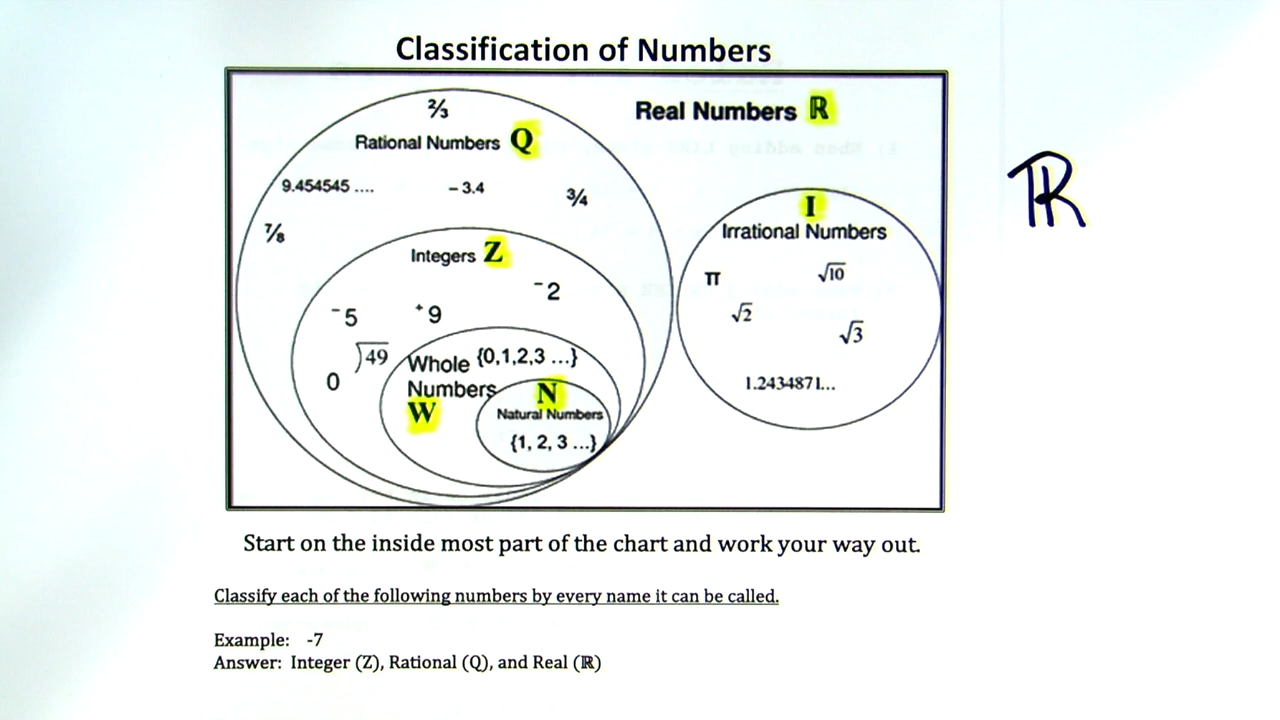 Classification of Numbers
⅔
Real Numbers ℝ
Rational Numbers Q
9.454545 ....
– 3.4
¾
ℝ
⅞
I
Irrational Numbers
Integers Z
π
√10
⁻2
√2
⁻5
⁺9
√3
√49
Whole {0,1,2,3 ...}
0
Numbers
N
1.2434871...
W
Natural Numbers
{1, 2, 3 ...}
Start on the inside most part of the chart and work your way out.
Classify each of the following numbers by every name it can be called.
Example: -7
Answer: Integer (Z), Rational (Q), and Real (ℝ)